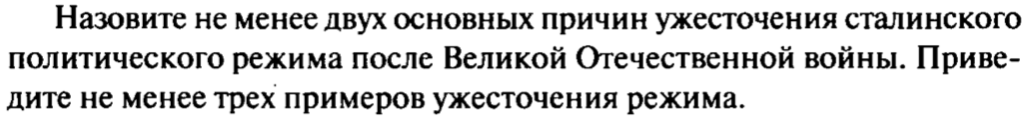 Назовите не менее двух основных причин ужесточения сталинского
политического режима после Великой Отечественной войны. Приве-
дите не менее трех примеров ужесточения режима.